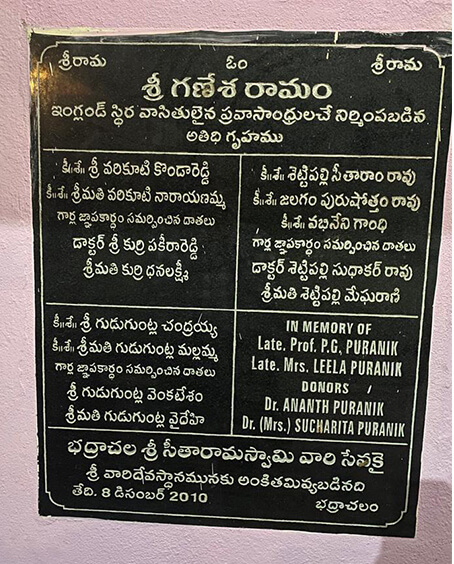 శ్రీరామ ఓం శ్రీరామ
శ్రీ గణేశ రామం
ఇంగ్లండ్ స్థిర వాసితులైన ప్రవాసాంధ్రులచే నిర్మింపబడిన
అతిధి గృహము
కీ॥శే॥ శ్రీ వరికూటి కొండారెడ్డి
కీ॥శే॥ శ్రీమతి వరికూటి నారాయణమ్మ
గార్ల జ్ఞాపకార్ధం సమర్పించిన దాతలు
డాక్టర్ శ్రీ కుర్రి పకీరారెడ్డి
శ్రీమతి కుర్రి ధనలక్ష్మీ
కీ॥శే॥ శెట్టిపల్లి సీతారాం రావు
కీ॥శే॥ జలగం పురుషోత్తం రావు
కీ॥శే॥ వభినేని గాంధి
గార్ల జ్ఞాపకార్ధం సమర్పించిన దాతలు
డాక్టర్ శెట్టిపల్లి సుధాకర్ రావు
శ్రీమతి శెట్టిపల్లి మేఘరాణి
కీ॥శే॥ శ్రీ గుడుగుంట్ల చంద్రయ్య
కీ॥శే॥ శ్రీమతి గుడుగుంట్ల మల్లమ్మ
గార్ల జ్ఞాపకార్ధం సమర్పించిన దాతలు
శ్రీ గుడుగుంట్ల వెంకటేశం
శ్రీమతి గుడుగుంట్ల వైదేహి
IN MEMORY OF
Late. Prof. P.G. PURANIK
Late. Mrs. LEELA PURANIK
DONORS
Dr. ANANTH PURANIK
Dr. (Mrs.) SUCHARITA PURANIK
భద్రాచల శ్రీ సీతారామస్వామి వారి సేవకై
శ్రీ వారిదేవస్థానమునకు అంకితమివ్వబడినది
తేది. 8 డిసంబర్ 2010 భద్రాచలం